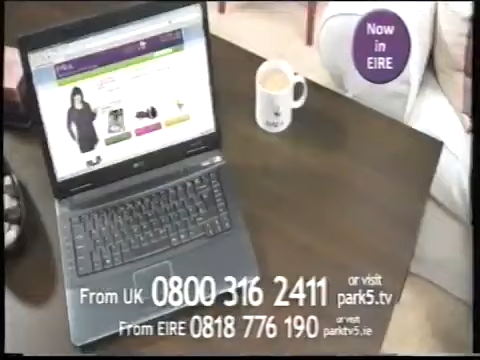 Now
in
EIRE
From UK 0800 316 2411 or visit park5.tv
From EIRE 0818 776 190 or visit parktv5.ie